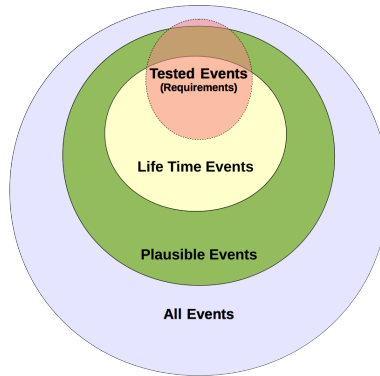 Tested Events
(Requirements)
Life Time Events
Plausible Events
All Events